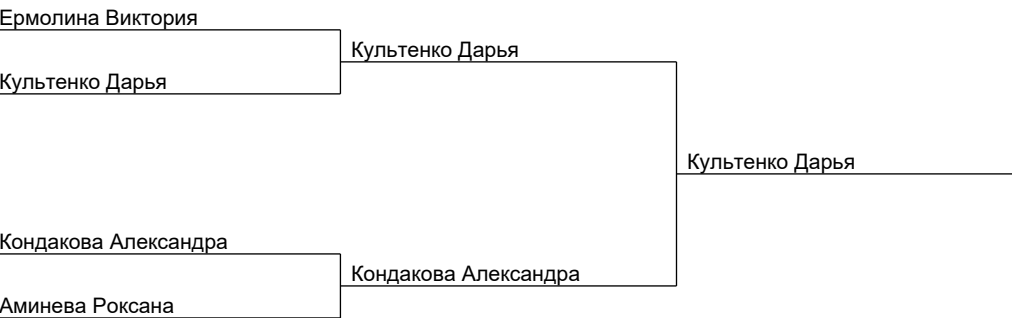 Ермолина Виктория
Культенко Дарья
Культенко Дарья
Культенко Дарья
Кондакова Александра
Кондакова Александра
Аминева Роксана